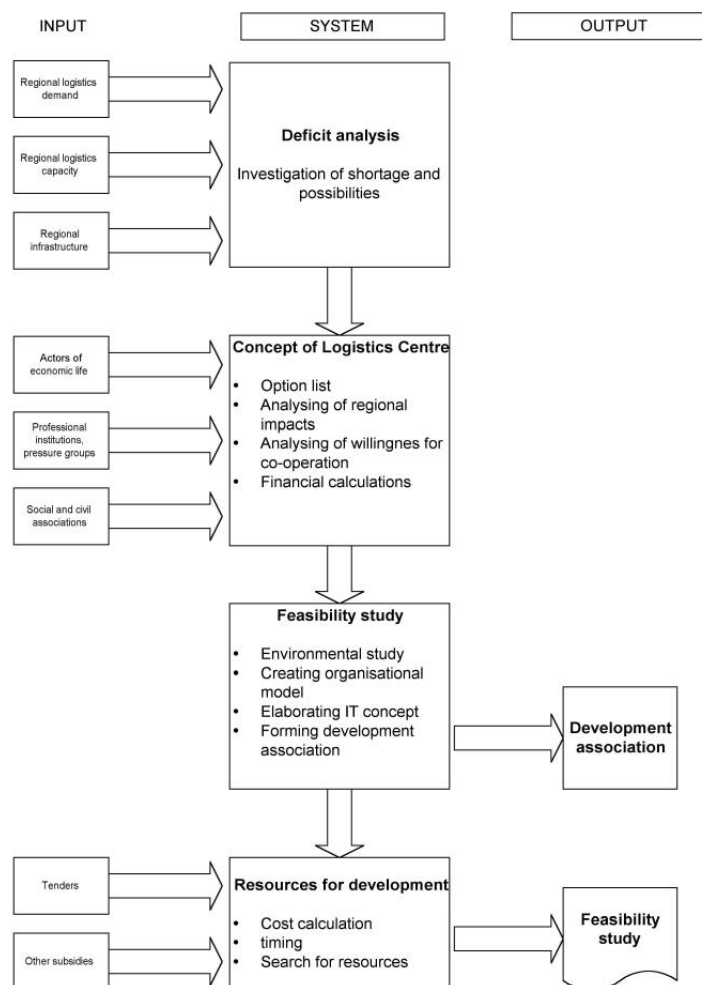 INPUT
SYSTEM
OUTPUT
Regional logistics
demand
Regional logistics
capacity
Regional
infrastructure
Deficit analysis
Investigation of shortage and
possibilities
Actors of
economic life
Professional
institutions,
pressure groups
Social and civil
associations
Concept of Logistics Centre
• Option list
• Analysing of regional
impacts
• Analysing of willingnes for
co-operation
• Financial calculations
Feasibility study
• Environmental study
• Creating organisational
model
• Elaborating IT concept
• Forming development
association
Development
association
Tenders
Other subsidies
Resources for development
• Cost calculation
• timing
• Search for resources
Feasibility
study